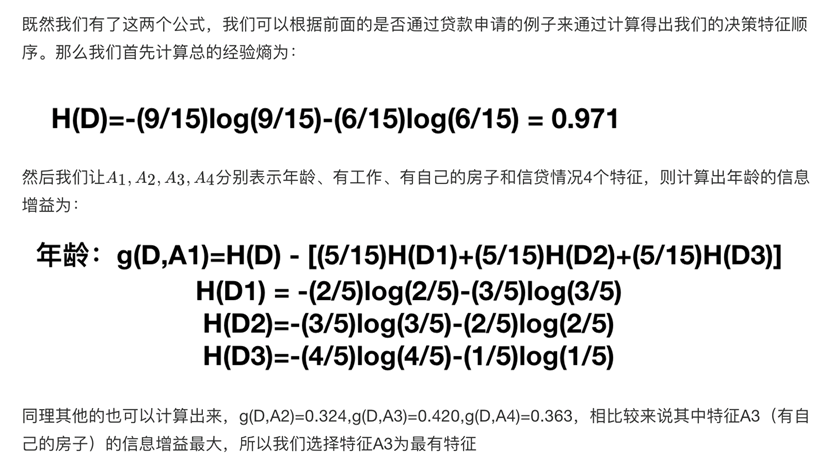 既然我们有了这两个公式，我们可以根据前面的是否通过贷款申请的例子来通过计算得出我们的决策特征顺
序。那么我们首先计算总的经验熵为：
H(D)=-(9/15)log(9/15)-(6/15)log(6/15) = 0.971
然后我们让A1, A2, A3, A4分别表示年龄、有工作、有自己的房子和信贷情况4个特征，则计算出年龄的信息
增益为：
年龄：g(D,A1)=H(D) - [(5/15)H(D1)+(5/15)H(D2)+(5/15)H(D3)]
H(D1) = -(2/5)log(2/5)-(3/5)log(3/5)
H(D2)=-(3/5)log(3/5)-(2/5)log(2/5)
H(D3)=-(4/5)log(4/5)-(1/5)log(1/5)
同理其他的也可以计算出来，g(D,A2)=0.324,g(D,A3)=0.420,g(D,A4)=0.363，相比较来说其中特征A3（有自
己的房子）的信息增益最大，所以我们选择特征A3为最有特征